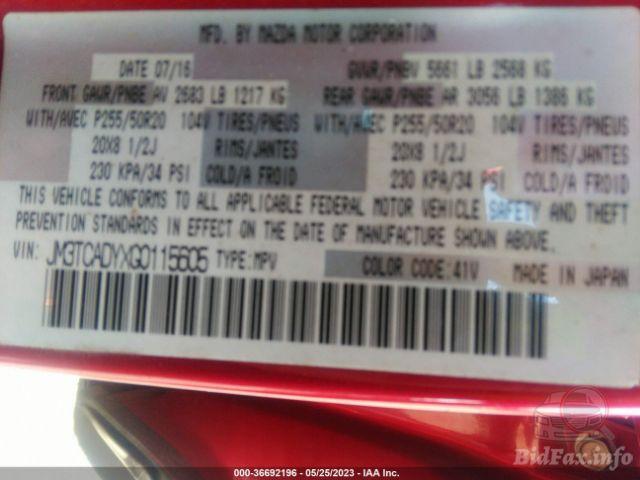 MFD. BY MAZDA MOTOR CORPORATION
DATE 07/16 GVWR/PNBV 5661 LB 2568 KG
FRONT GAWR/PNBE AV 2683 LB 1217 KG REAR GAWR/PNBE AR 3056 LB 1386 KG
WITH/AVEC P255/50R20 104V TIRES/PNEUS WITH/AVEC P255/50R20 104V TIRES/PNEUS
20X8 1/2J RIMS/JANTES 20X8 1/2J RIMS/JANTES
230 KPA/34 PSI COLD/A FROID 230 KPA/34 PSI COLD/A FROID
THIS VEHICLE CONFORMS TO ALL APPLICABLE FEDERAL MOTOR VEHICLE SAFETY AND THEFT
PREVENTION STANDARDS IN EFFECT ON THE DATE OF MANUFACTURE SHOWN ABOVE.
VIN: JM3TCADYXG0115605 TYPE:MPV COLOR CODE:41V MADE IN JAPAN
BidFax.info
000-36692196 - 05/25/2023 - IAA Inc.